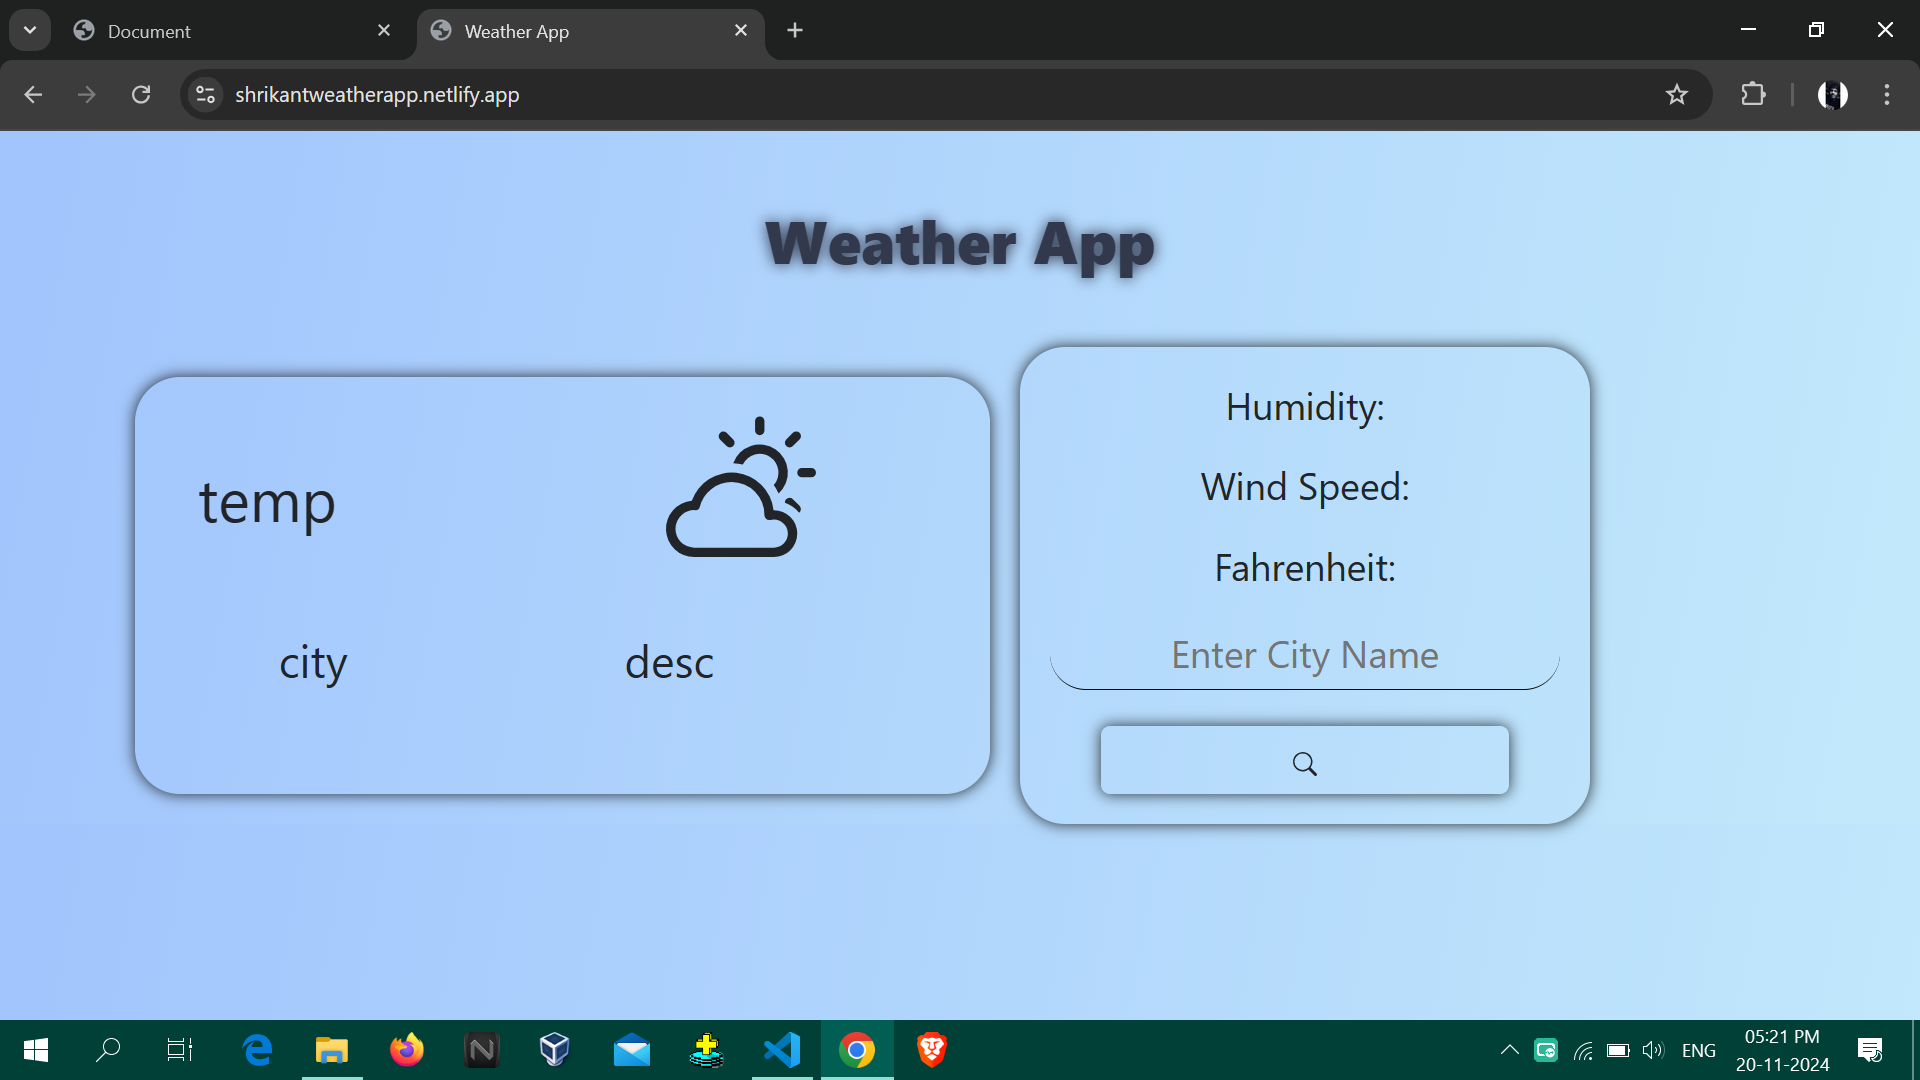 Document
Weather App
shrikantweatherapp.netlify.app
Weather App
temp
city
desc
Humidity:
Wind Speed:
Fahrenheit:
Enter City Name
ENG
05:21 PM
20-11-2024